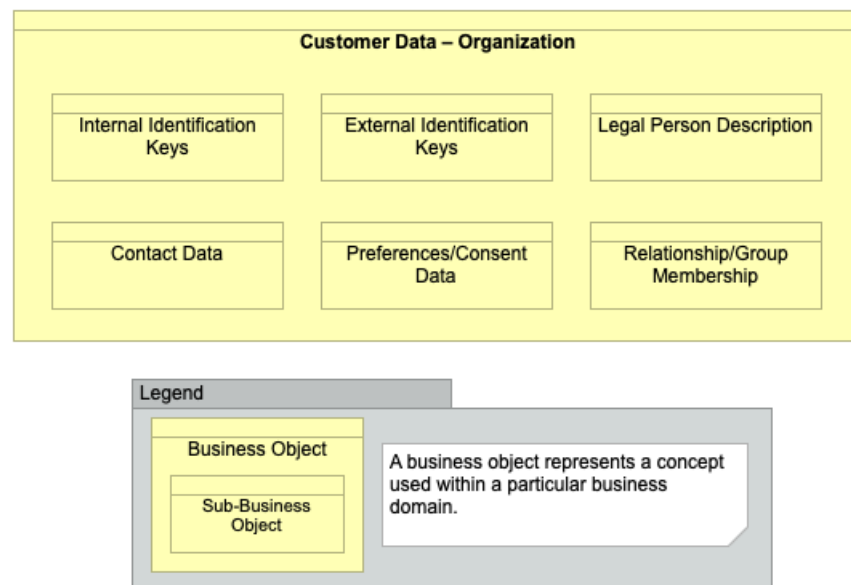 Customer Data – Organization
Internal Identification
Keys
External Identification
Keys
Legal Person Description
Contact Data
Preferences/Consent
Data
Relationship/Group
Membership
Legend
Business Object
Sub-Business
Object
A business object represents a concept
used within a particular business
domain.